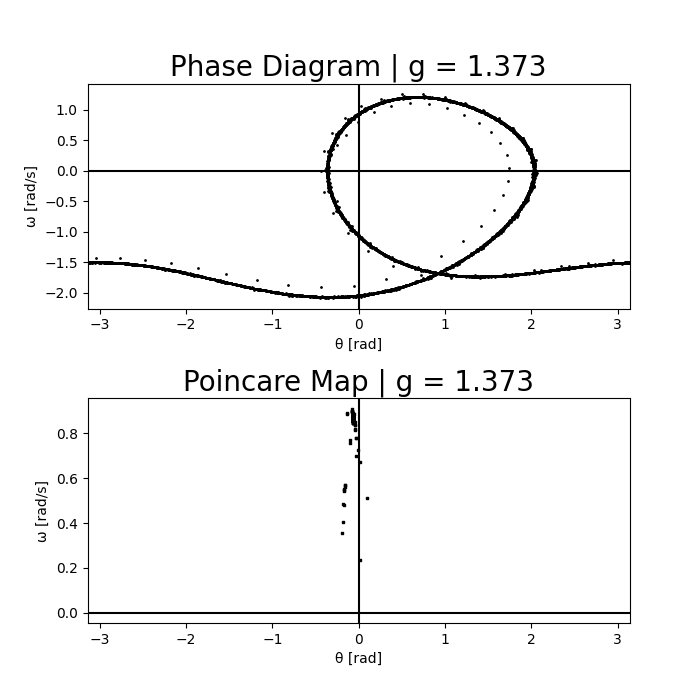 Phase Diagram | g = 1.373
1.0
0.5
0.0
−0.5
−1.0
−1.5
−2.0
ω [rad/s]
−3 −2 −1 0 1 2 3
θ [rad]
Poincare Map | g = 1.373
0.8
0.6
0.4
0.2
0.0
ω [rad/s]
−3 −2 −1 0 1 2 3
θ [rad]